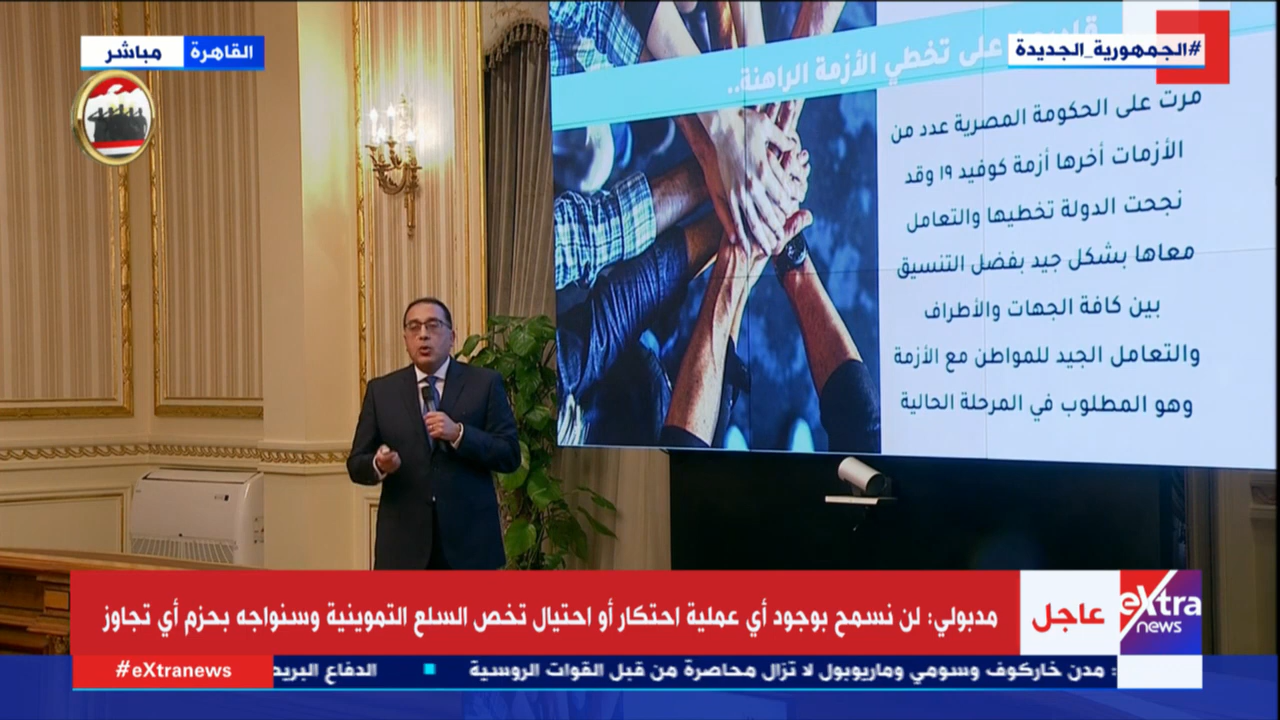 القاهرة مباشر
#الجمهورية_الجديدة
على تخطي الأزمة الراهنة..
مرت على الحكومة المصرية عدد من
الأزمات أخرها أزمة كوفيد ١٩ وقد
نجحت الدولة تخطيها والتعامل
معاها بشكل جيد بفضل التنسيق
بين كافة الجهات والأطراف
والتعامل الجيد للمواطن مع الأزمة
وهو المطلوب في المرحلة الحالية
عاجل
مدبولي: لن نسمح بوجود أي عملية احتكار أو احتيال تخص السلع التموينية وسنواجه بحزم أي تجاوز
eXtra
news
#eXtranews
: مدن خاركوف وسومي وماريوبول لا تزال محاصرة من قبل القوات الروسية ■ الدفاع